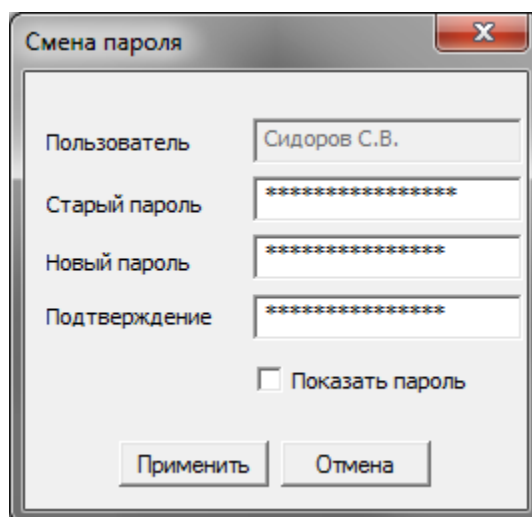 Смена пароля
Пользователь Сидоров С.В.
Старый пароль ****************
Новый пароль ***************
Подтверждение ***************
Показать пароль
Применить Отмена